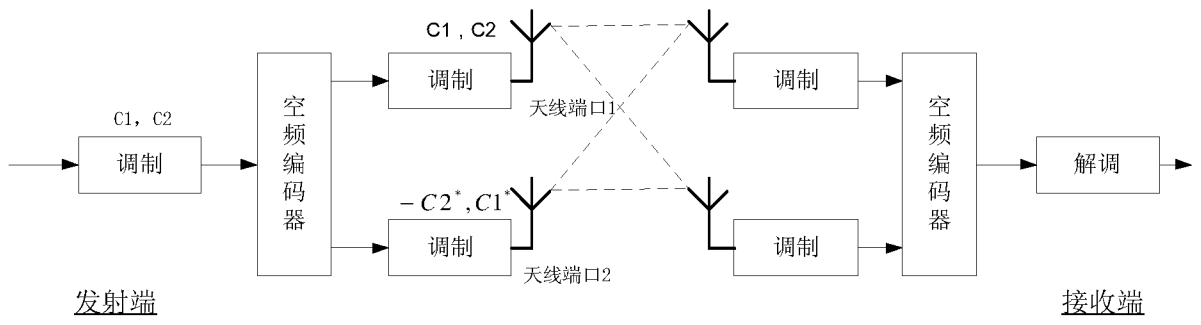 C1，C2
调制
空频编码器
C1，C2
调制
天线端口1
-C2*,C1*
调制
天线端口2
调制
调制
空频编码器
解调
发射端
接收端